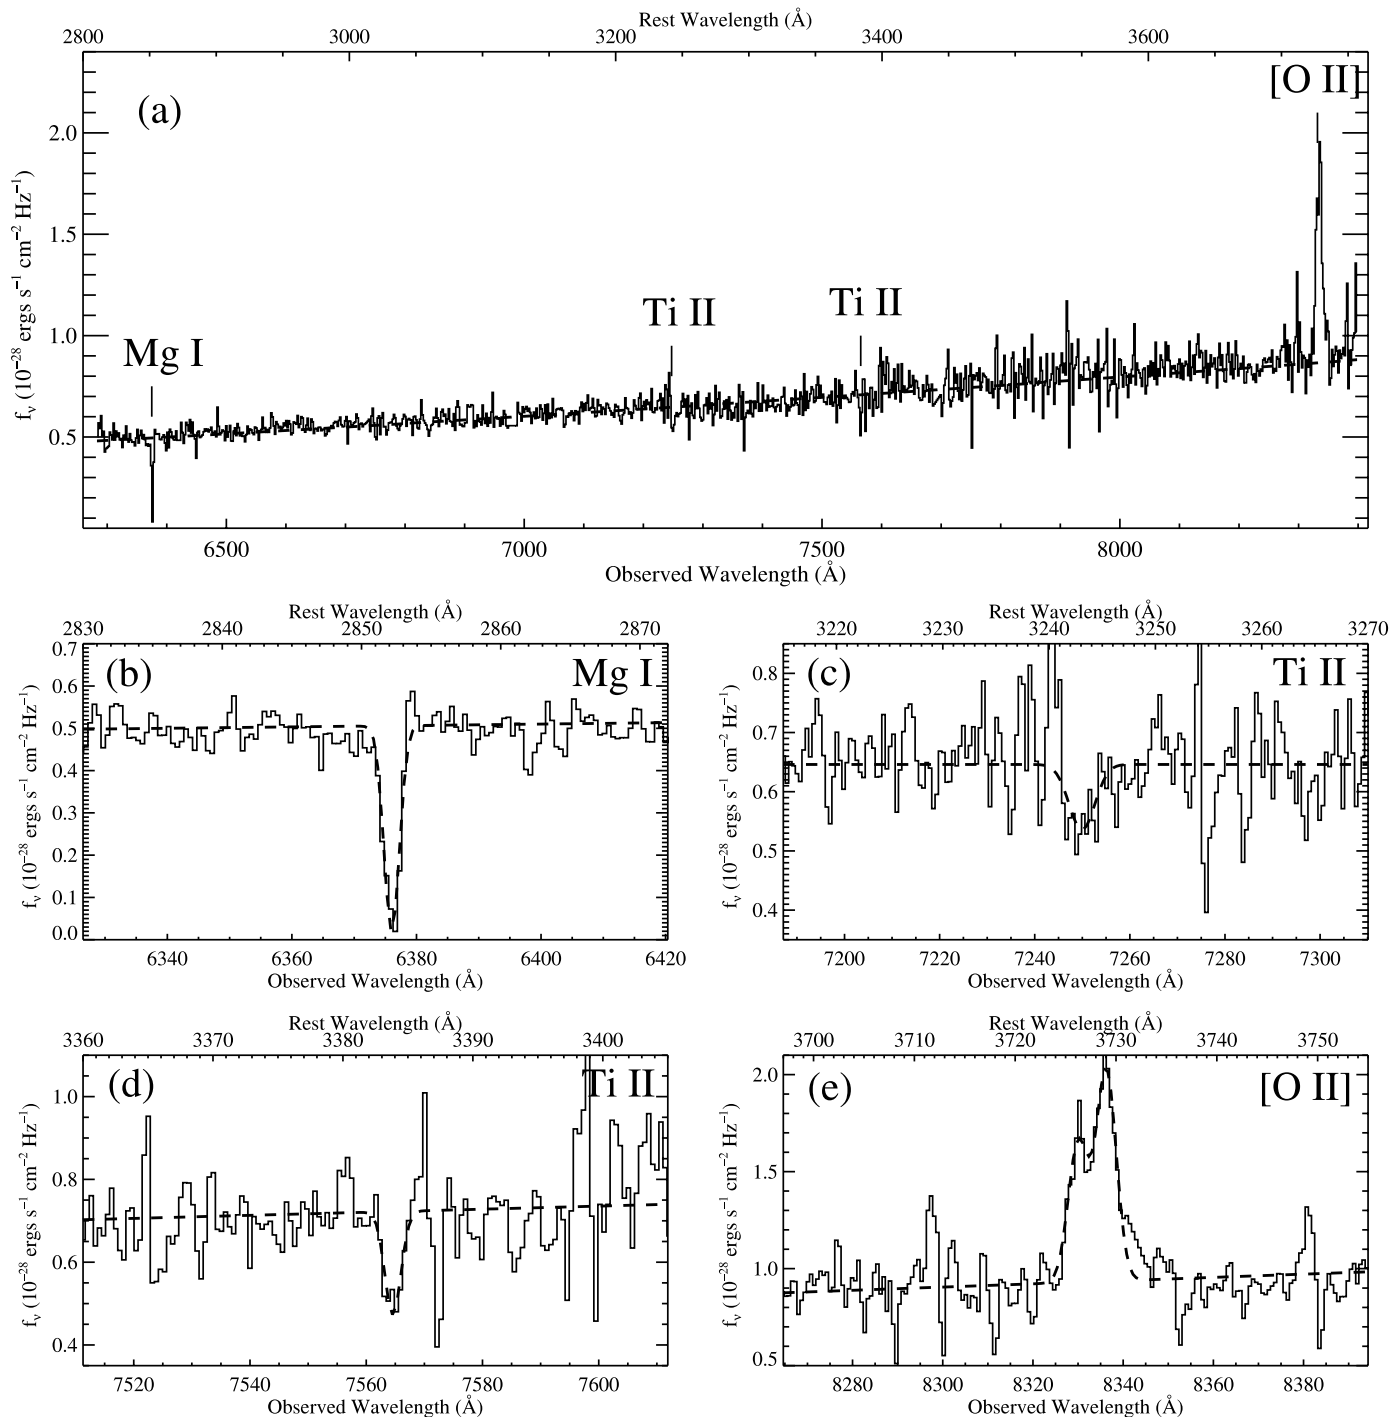 Rest Wavelength (Å)
2800 3000 3200 3400 3600
(a)
[O II]
Mg I
Ti II
Ti II
2.0
1.5
1.0
0.5
fν (10−28 ergs s−1 cm−2 Hz−1)
6500 7000 7500 8000
Observed Wavelength (Å)
Rest Wavelength (Å)
2830 2840 2850 2860 2870
(b)
Mg I
0.7
0.6
0.5
0.4
0.3
0.2
0.1
0.0
fν (10−28 ergs s−1 cm−2 Hz−1)
6340 6360 6380 6400 6420
Observed Wavelength (Å)
Rest Wavelength (Å)
3220 3230 3240 3250 3260 3270
(c)
Ti II
0.8
0.7
0.6
0.5
0.4
fν (10−28 ergs s−1 cm−2 Hz−1)
7200 7220 7240 7260 7280 7300
Observed Wavelength (Å)
Rest Wavelength (Å)
3360 3370 3380 3390 3400
(d)
Ti II
1.0
0.8
0.6
0.4
fν (10−28 ergs s−1 cm−2 Hz−1)
7520 7540 7560 7580 7600
Observed Wavelength (Å)
Rest Wavelength (Å)
3700 3710 3720 3730 3740 3750
(e)
[O II]
2.0
1.5
1.0
0.5
fν (10−28 ergs s−1 cm−2 Hz−1)
8280 8300 8320 8340 8360 8380
Observed Wavelength (Å)